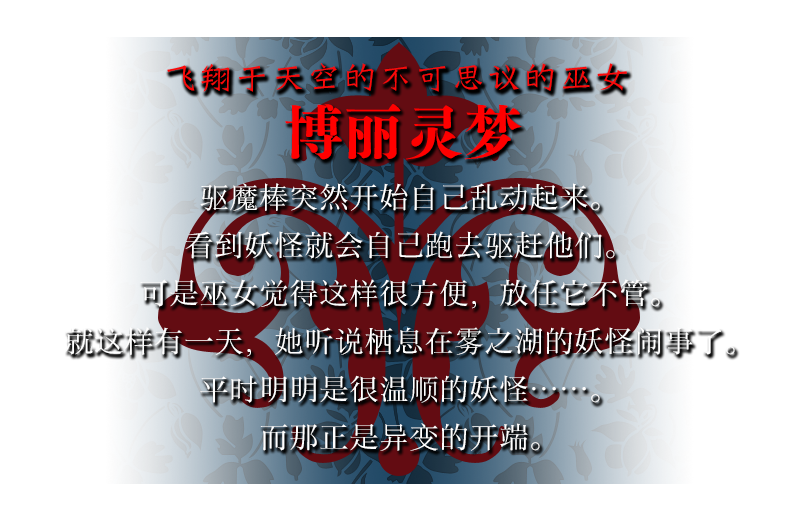 飞翔于天空的不可思议的巫女
博丽灵梦
驱魔棒突然开始自己乱动起来。
看到妖怪就会自己跑去驱赶他们。
可是巫女觉得这样很方便，放任它不管。
就这样有一天，她听说栖息在雾之湖的妖怪闹事了。
平时明明是很温顺的妖怪……。
而那正是异变的开端。